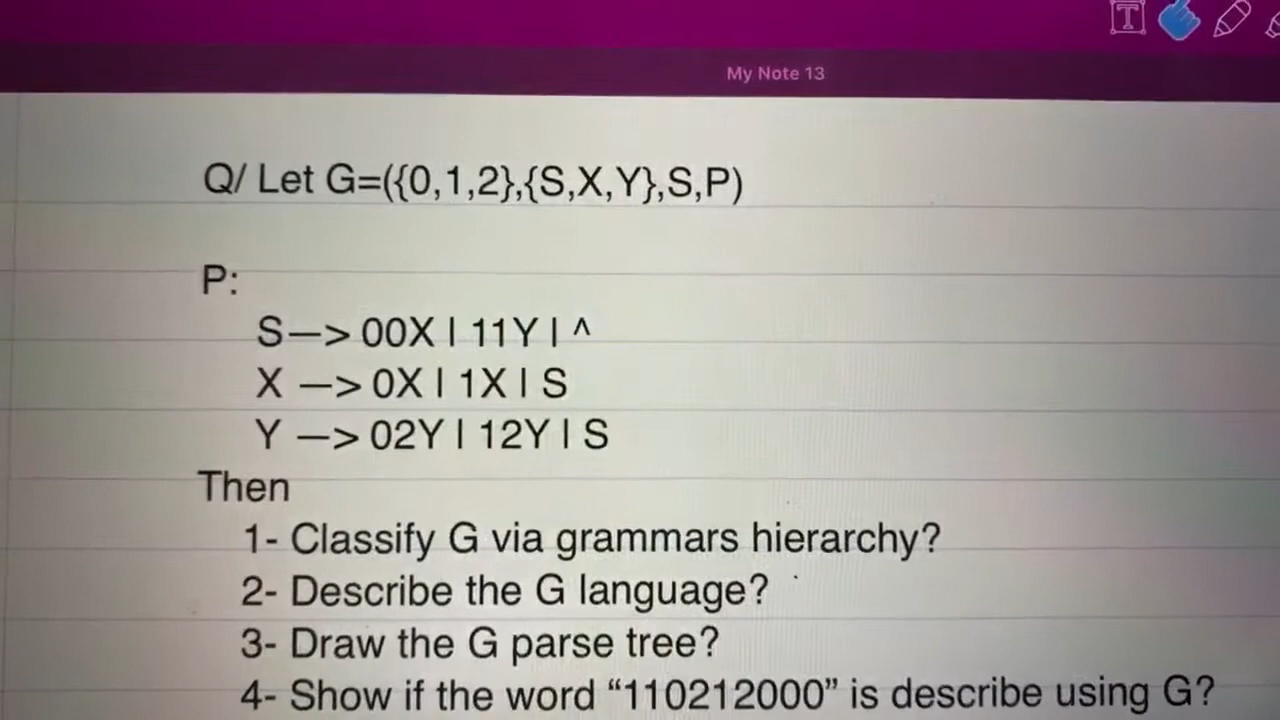 My Note 13
Q/ Let G=({0,1,2},{S,X,Y},S,P)
P:
S—> 00X | 11Y | ^
X —> 0X | 1X | S
Y —> 02Y | 12Y | S
Then
1- Classify G via grammars hierarchy?
2- Describe the G language?
3- Draw the G parse tree?
4- Show if the word “110212000” is describe using G?